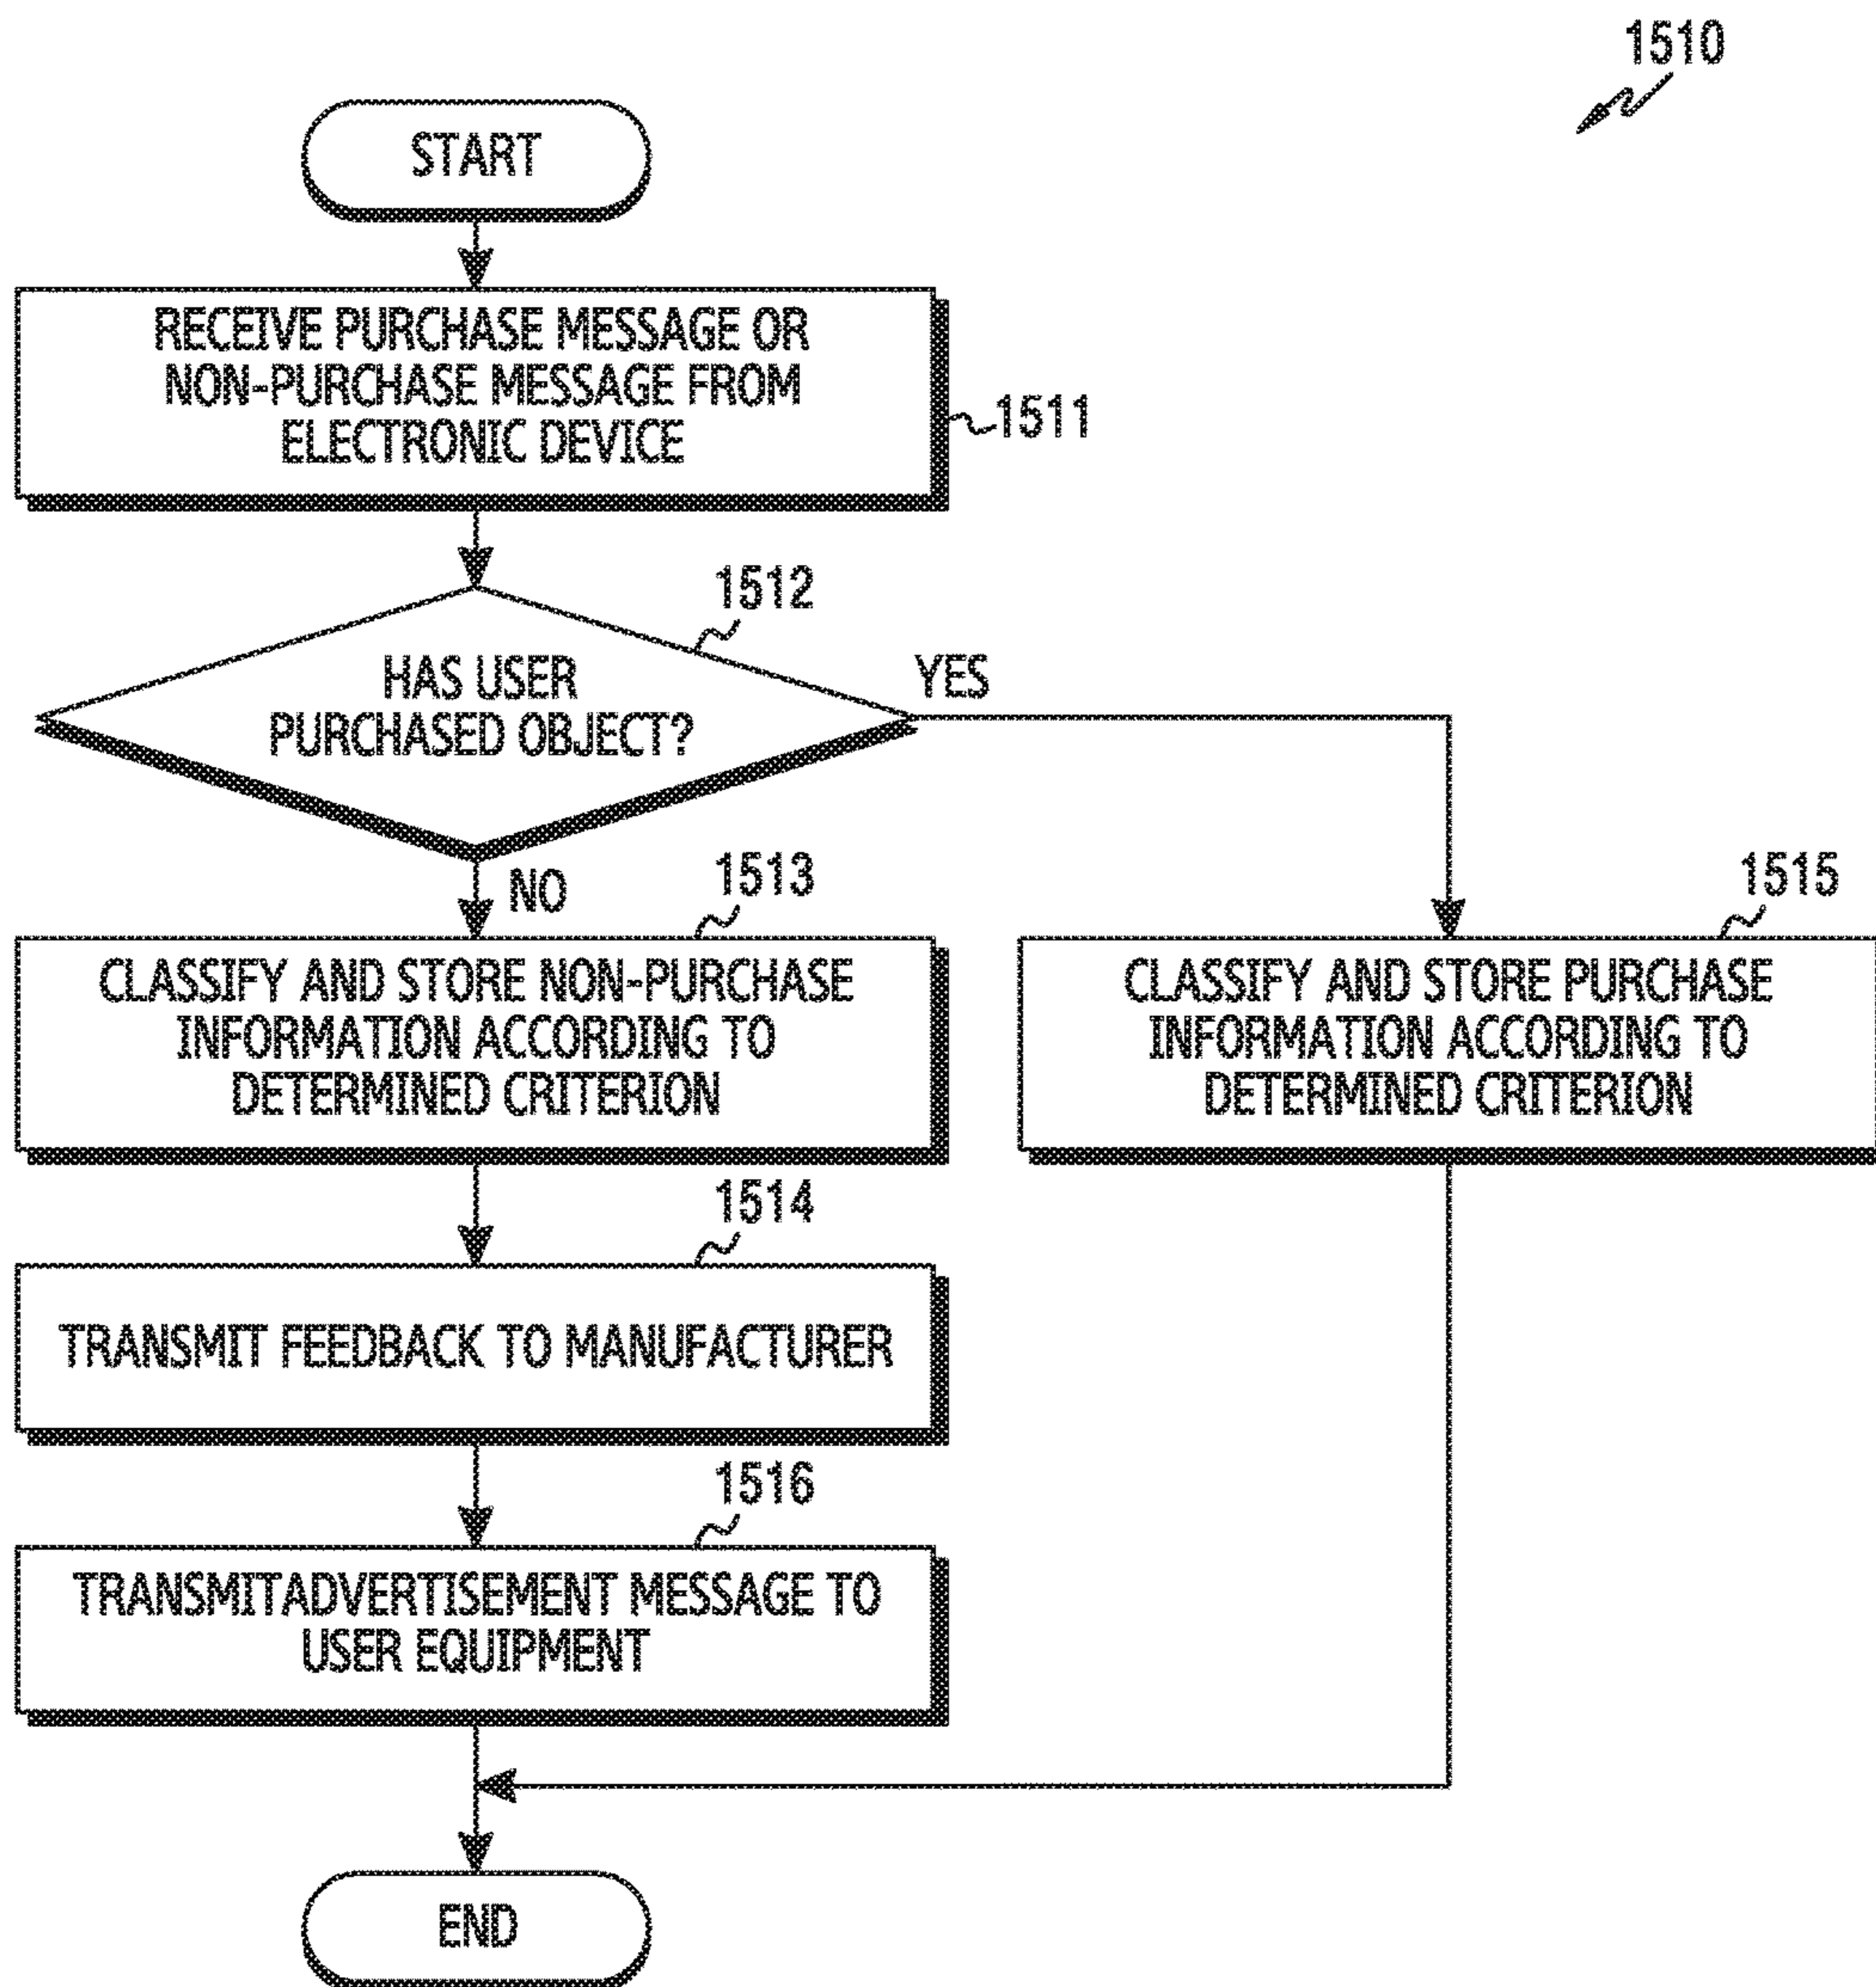 1510
START
RECEIVE PURCHASE MESSAGE OR
NON-PURCHASE MESSAGE FROM
ELECTRONIC DEVICE
1511
1512
HAS USER
PURCHASED OBJECT?
YES
NO
1513
CLASSIFY AND STORE NON-PURCHASE
INFORMATION ACCORDING TO
DETERMINED CRITERION
1515
CLASSIFY AND STORE PURCHASE
INFORMATION ACCORDING TO
DETERMINED CRITERION
1514
TRANSMIT FEEDBACK TO MANUFACTURER
1516
TRANSMITADVERTISEMENT MESSAGE TO
USER EQUIPMENT
END